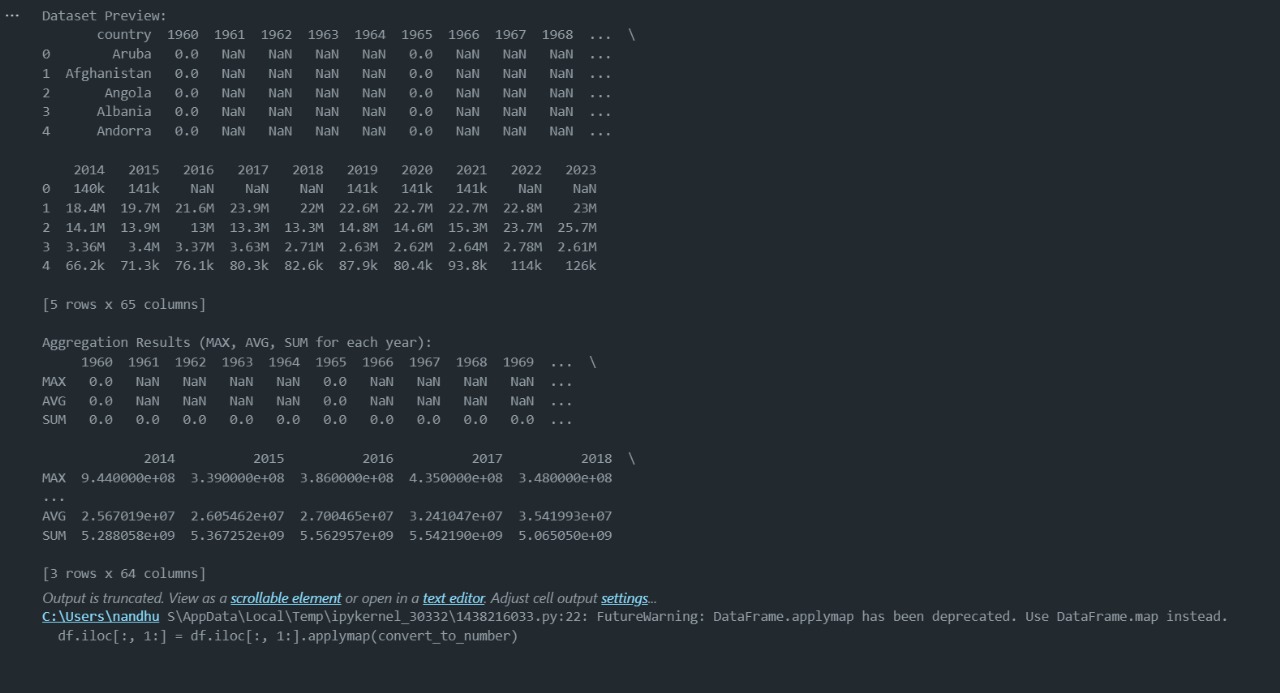 ... Dataset Preview:
       country  1960  1961  1962  1963  1964  1965  1966  1967  1968  ...  \
0        Aruba   0.0   NaN   NaN   NaN   NaN   0.0   NaN   NaN   NaN  ...
1  Afghanistan   0.0   NaN   NaN   NaN   NaN   0.0   NaN   NaN   NaN  ...
2       Angola   0.0   NaN   NaN   NaN   NaN   0.0   NaN   NaN   NaN  ...
3      Albania   0.0   NaN   NaN   NaN   NaN   0.0   NaN   NaN   NaN  ...
4      Andorra   0.0   NaN   NaN   NaN   NaN   0.0   NaN   NaN   NaN  ...
    2014   2015   2016   2017   2018   2019   2020   2021   2022   2023
0   140k   141k    NaN    NaN    NaN   141k   141k   141k    NaN    NaN
1  18.4M  19.7M  21.6M  23.9M    22M  22.6M  22.7M  22.7M  22.8M    23M
2  14.1M  13.9M    13M  13.3M  13.3M  14.8M  14.6M  15.3M  23.7M  25.7M
3  3.36M   3.4M  3.37M  3.63M  2.71M  2.63M  2.62M  2.64M  2.78M  2.61M
4  66.2k  71.3k  76.1k  80.3k  82.6k  87.9k  80.4k  93.8k   114k   126k
[5 rows x 65 columns]
Aggregation Results (MAX, AVG, SUM for each year):
     1960  1961  1962  1963  1964  1965  1966  1967  1968  1969  ...  \
MAX   0.0   NaN   NaN   NaN   NaN   0.0   NaN   NaN   NaN   NaN  ...
AVG   0.0   NaN   NaN   NaN   NaN   0.0   NaN   NaN   NaN   NaN  ...
SUM   0.0   0.0   0.0   0.0   0.0   0.0   0.0   0.0   0.0   0.0  ...
             2014          2015          2016          2017          2018  \
MAX  9.440000e+08  3.390000e+08  3.860000e+08  4.350000e+08  3.480000e+08
...
AVG  2.567019e+07  2.605462e+07  2.700465e+07  3.241047e+07  3.541993e+07
SUM  5.288058e+09  5.367252e+09  5.562957e+09  5.542190e+09  5.065050e+09
[3 rows x 64 columns]
Output is truncated. View as a scrollable element or open in a text editor. Adjust cell output settings...
C:\Users\nandhu S\AppData\Local\Temp\ipykernel_30332\1438216033.py:22: FutureWarning: DataFrame.applymap has been deprecated. Use DataFrame.map instead.
  df.iloc[:, 1:] = df.iloc[:, 1:].applymap(convert_to_number)